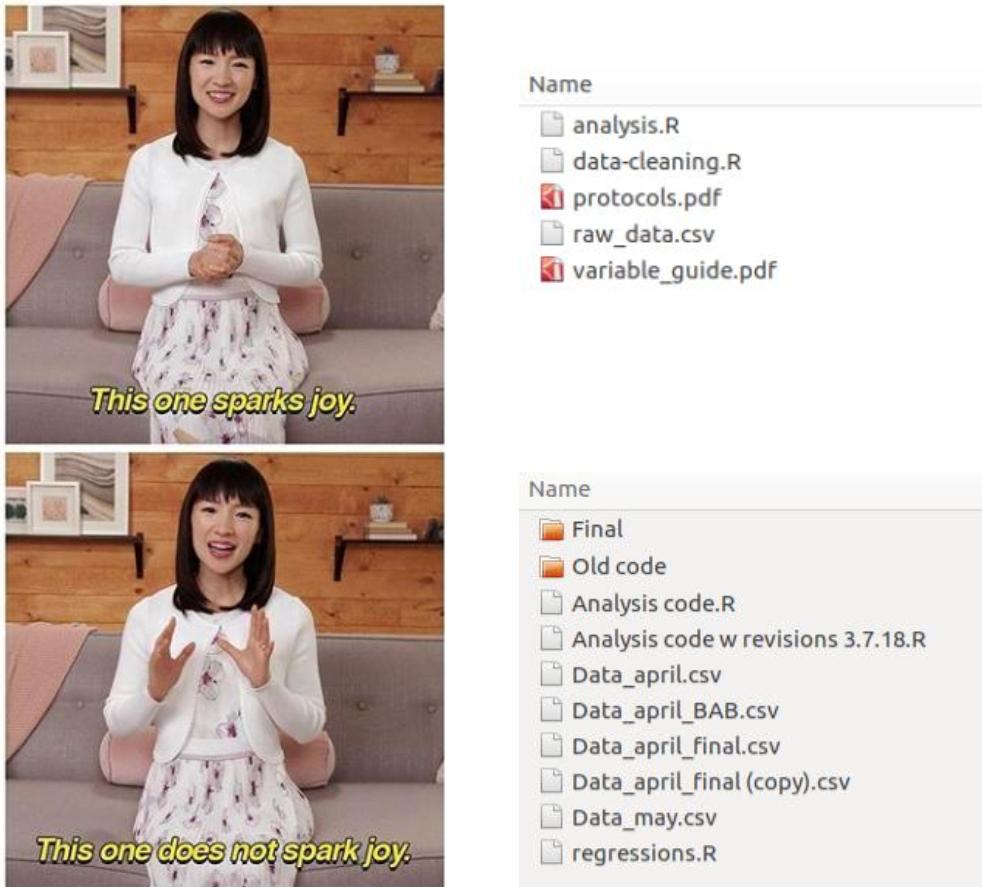 Name
analysis.R
data-cleaning.R
protocols.pdf
raw_data.csv
variable_guide.pdf
This one sparks joy.
Name
Final
Old code
Analysis code.R
Analysis code w revisions 3.7.18.R
Data_april.csv
Data_april_BAB.csv
Data_april_final.csv
Data_april_final (copy).csv
Data_may.csv
regressions.R
This one does not spark joy.